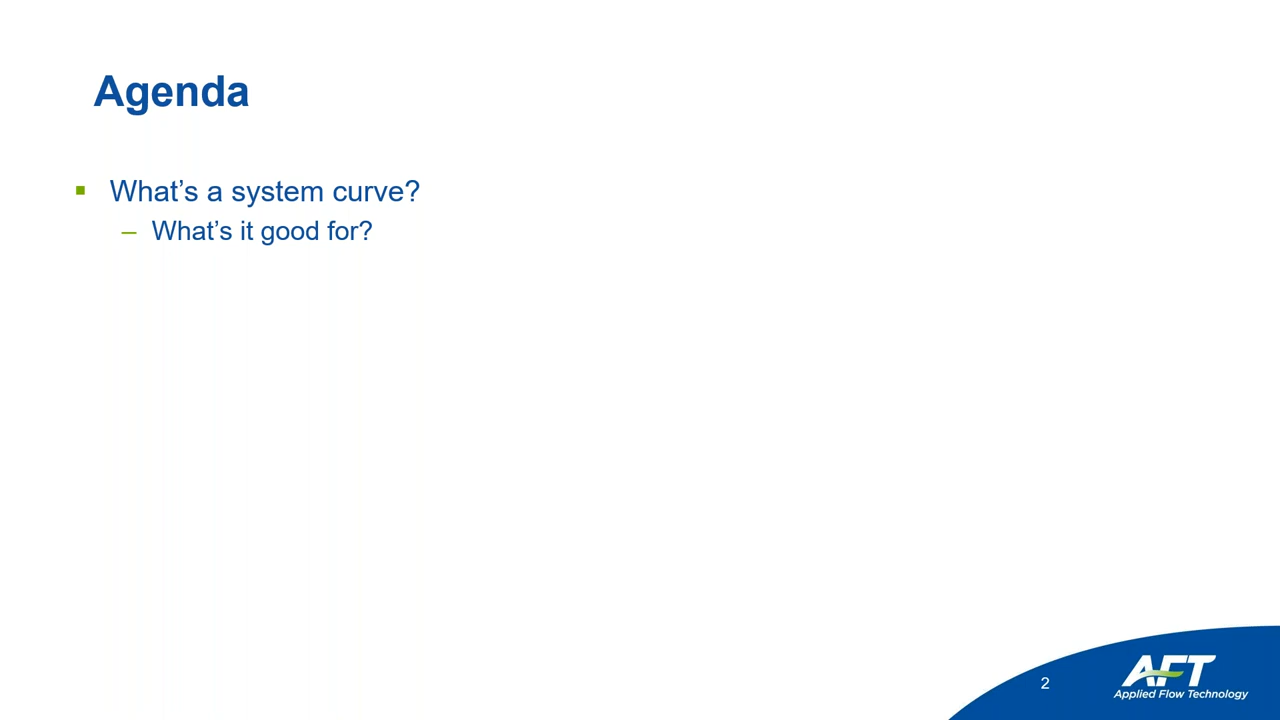 Agenda
What's a system curve?
– What's it good for?
2
AFT
Applied Flow Technology